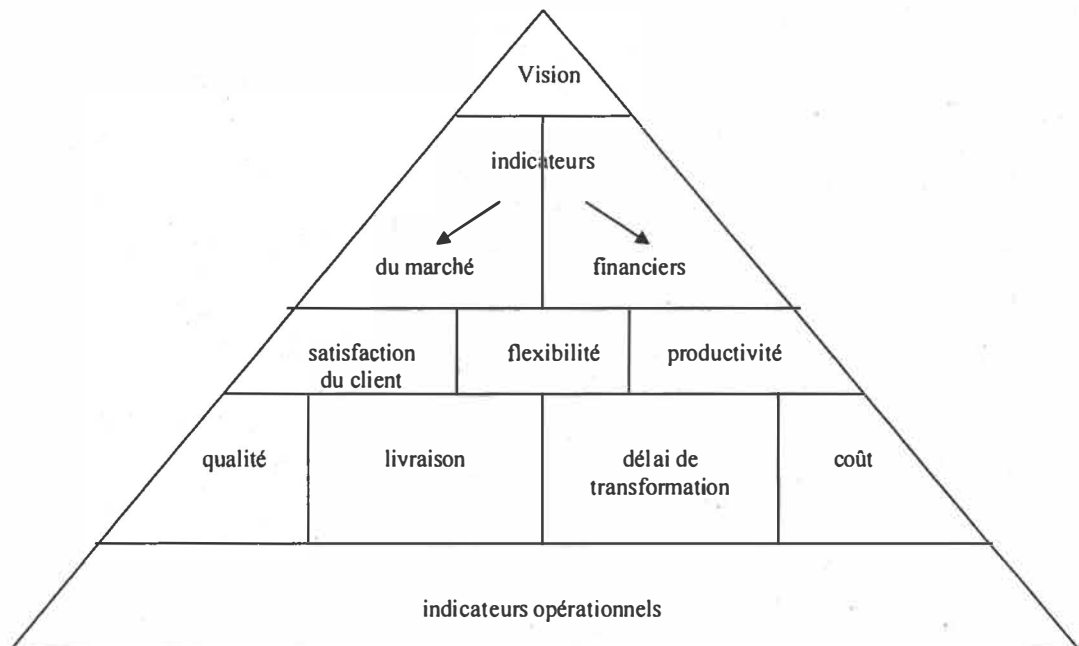 Vision
indicateurs
du marché
financiers
satisfaction
du client
flexibilité
productivité
qualité
livraison
délai de
transformation
coût
indicateurs opérationnels